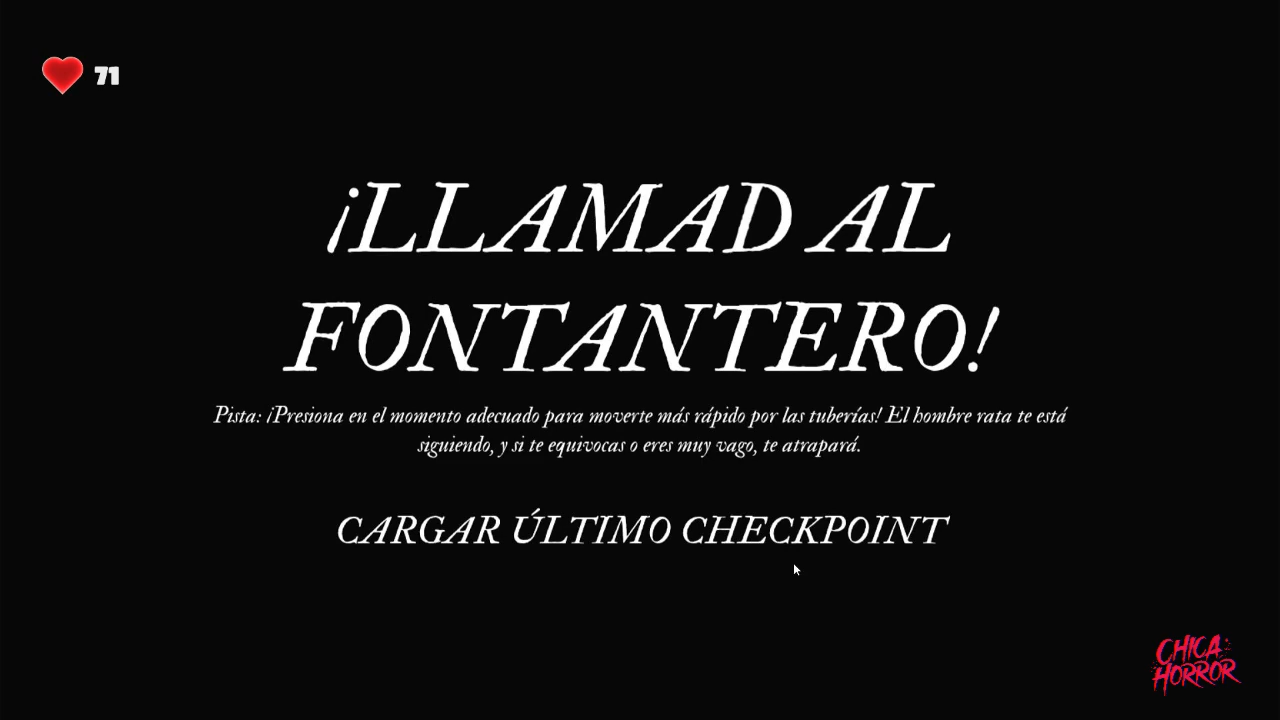 71
¡LLAMAD AL
FONTANTERO!
Pista: ¡Presiona en el momento adecuado para moverte más rápido por las tuberías! El hombre rata te está
siguiendo, y si te equivocas o eres muy vago, te atrapará.
CARGAR ÚLTIMO CHECKPOINT
CHICA
HORROR